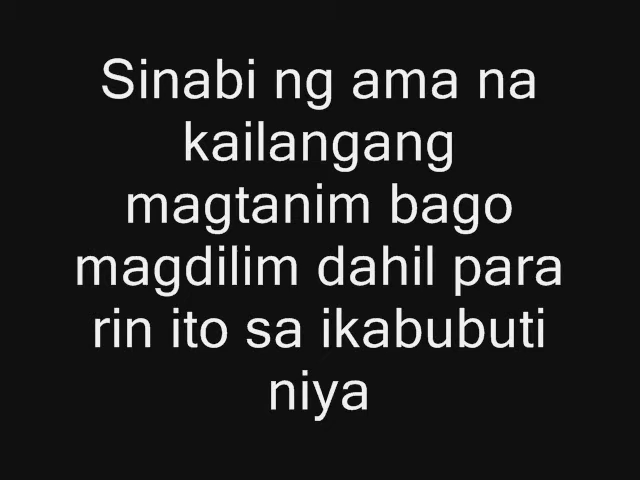 Sinabi ng ama na
kailangang
magtanim bago
magdilim dahil para
rin ito sa ikabubuti
niya